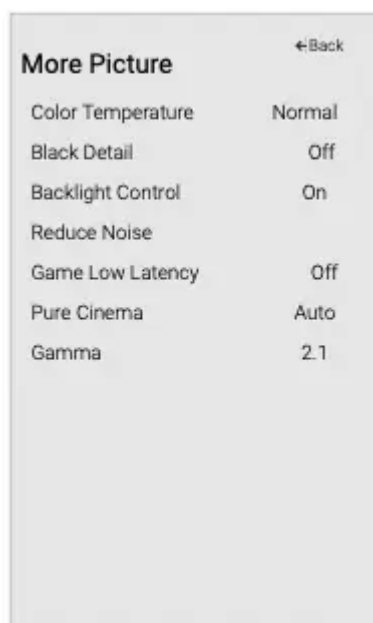 ←Back
More Picture
Color Temperature Normal
Black Detail Off
Backlight Control On
Reduce Noise
Game Low Latency Off
Pure Cinema Auto
Gamma 2.1